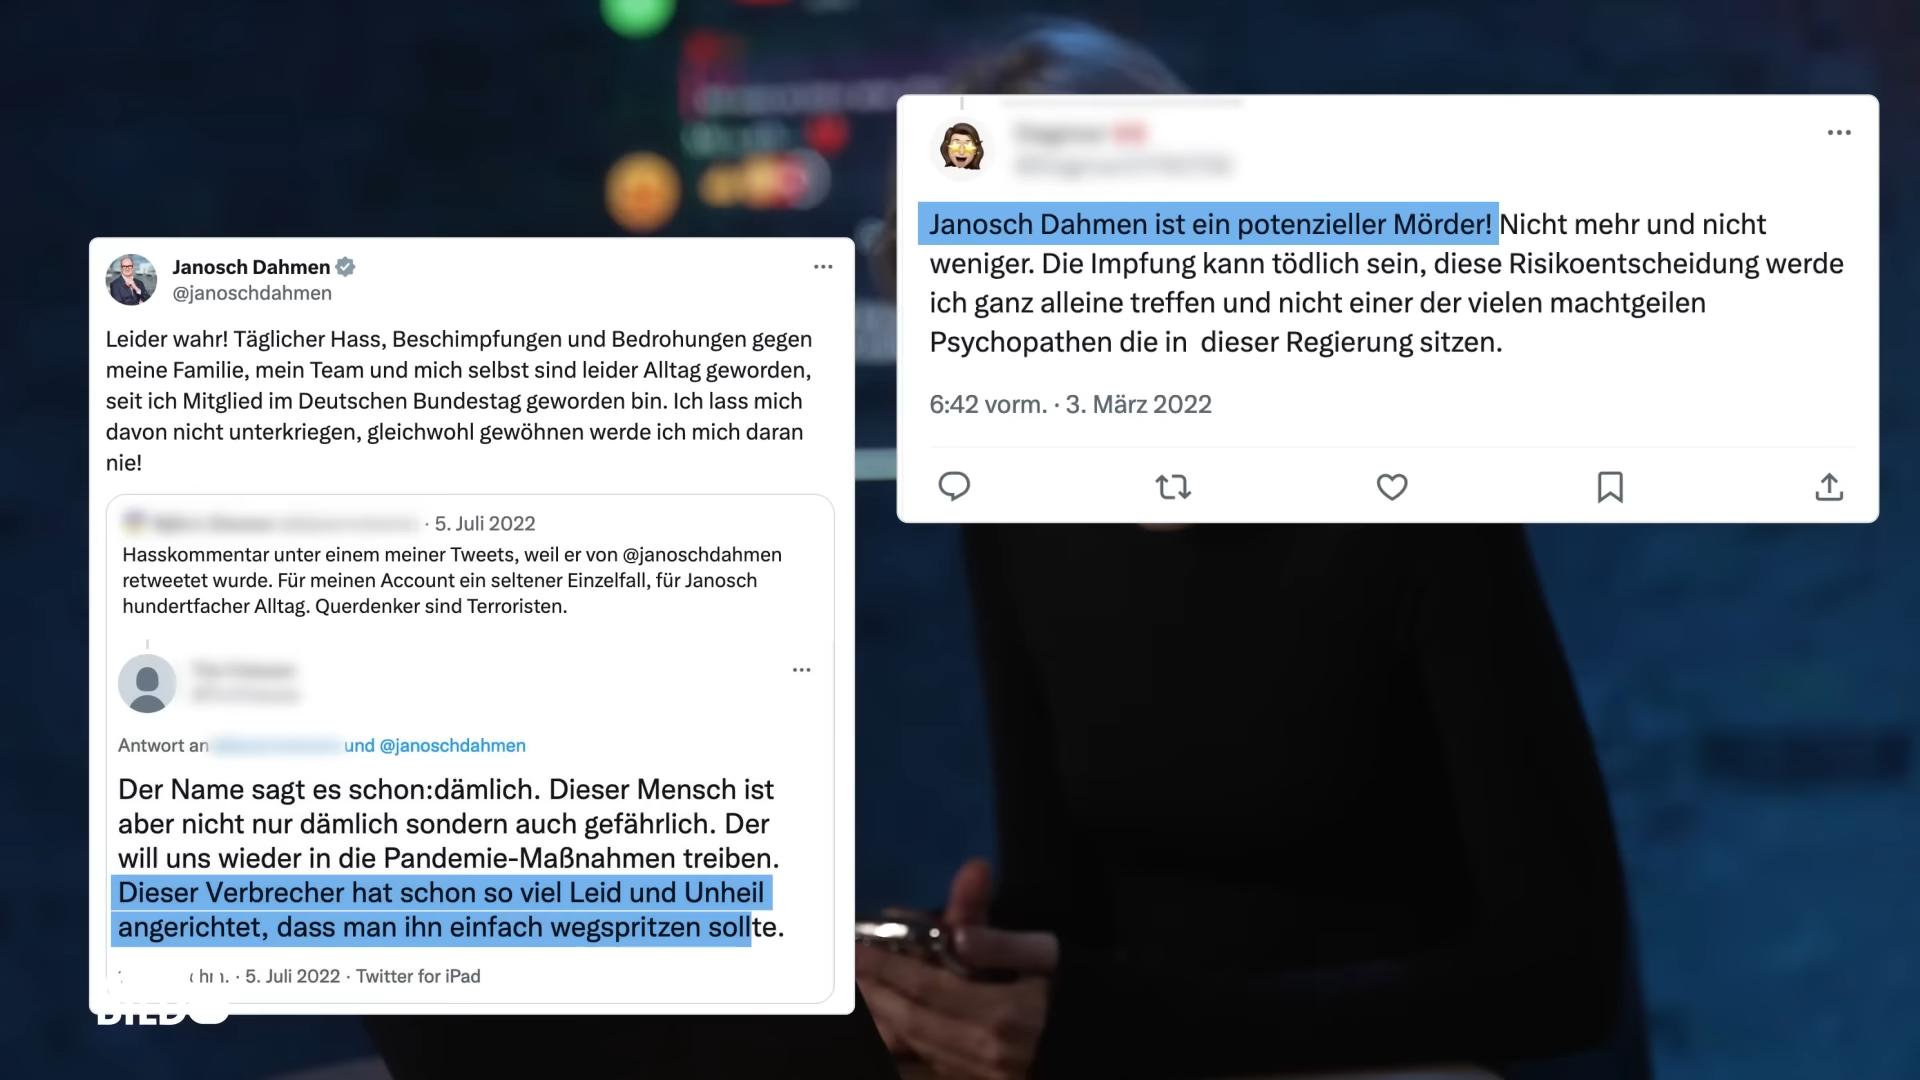 Janosch Dahmen
@janoschdahmen
Leider wahr! Täglicher Hass, Beschimpfungen und Bedrohungen gegen
meine Familie, mein Team und mich selbst sind leider Alltag geworden,
seit ich Mitglied im Deutschen Bundestag geworden bin. Ich lass mich
davon nicht unterkriegen, gleichwohl gewöhnen werde ich mich daran
nie!
· 5. Juli 2022
Hasskommentar unter einem meiner Tweets, weil er von @janoschdahmen
retweetet wurde. Für meinen Account ein seltener Einzelfall, für Janosch
hundertfacher Alltag. Querdenker sind Terroristen.
Antwort an und @janoschdahmen
Der Name sagt es schon:dämlich. Dieser Mensch ist
aber nicht nur dämlich sondern auch gefährlich. Der
will uns wieder in die Pandemie-Maßnahmen treiben.
Dieser Verbrecher hat schon so viel Leid und Unheil
angerichtet, dass man ihn einfach wegspritzen sollte.
· 5. Juli 2022 · Twitter for iPad
Janosch Dahmen ist ein potenzieller Mörder! Nicht mehr und nicht
weniger. Die Impfung kann tödlich sein, diese Risikoentscheidung werde
ich ganz alleine treffen und nicht einer der vielen machtgeilen
Psychopathen die in dieser Regierung sitzen.
6:42 vorm. · 3. März 2022